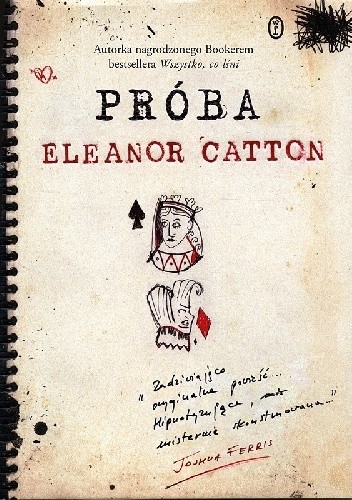 Autorka nagrodzonego Bookerem
bestsellera Wszystko, co lśni
PRÓBA
ELEANOR CATTON
" Zadziwiająco
oryginalna powieść...
Hipnotyzująca,
misternie skonstruowana..."
JOSHUA FERRIS